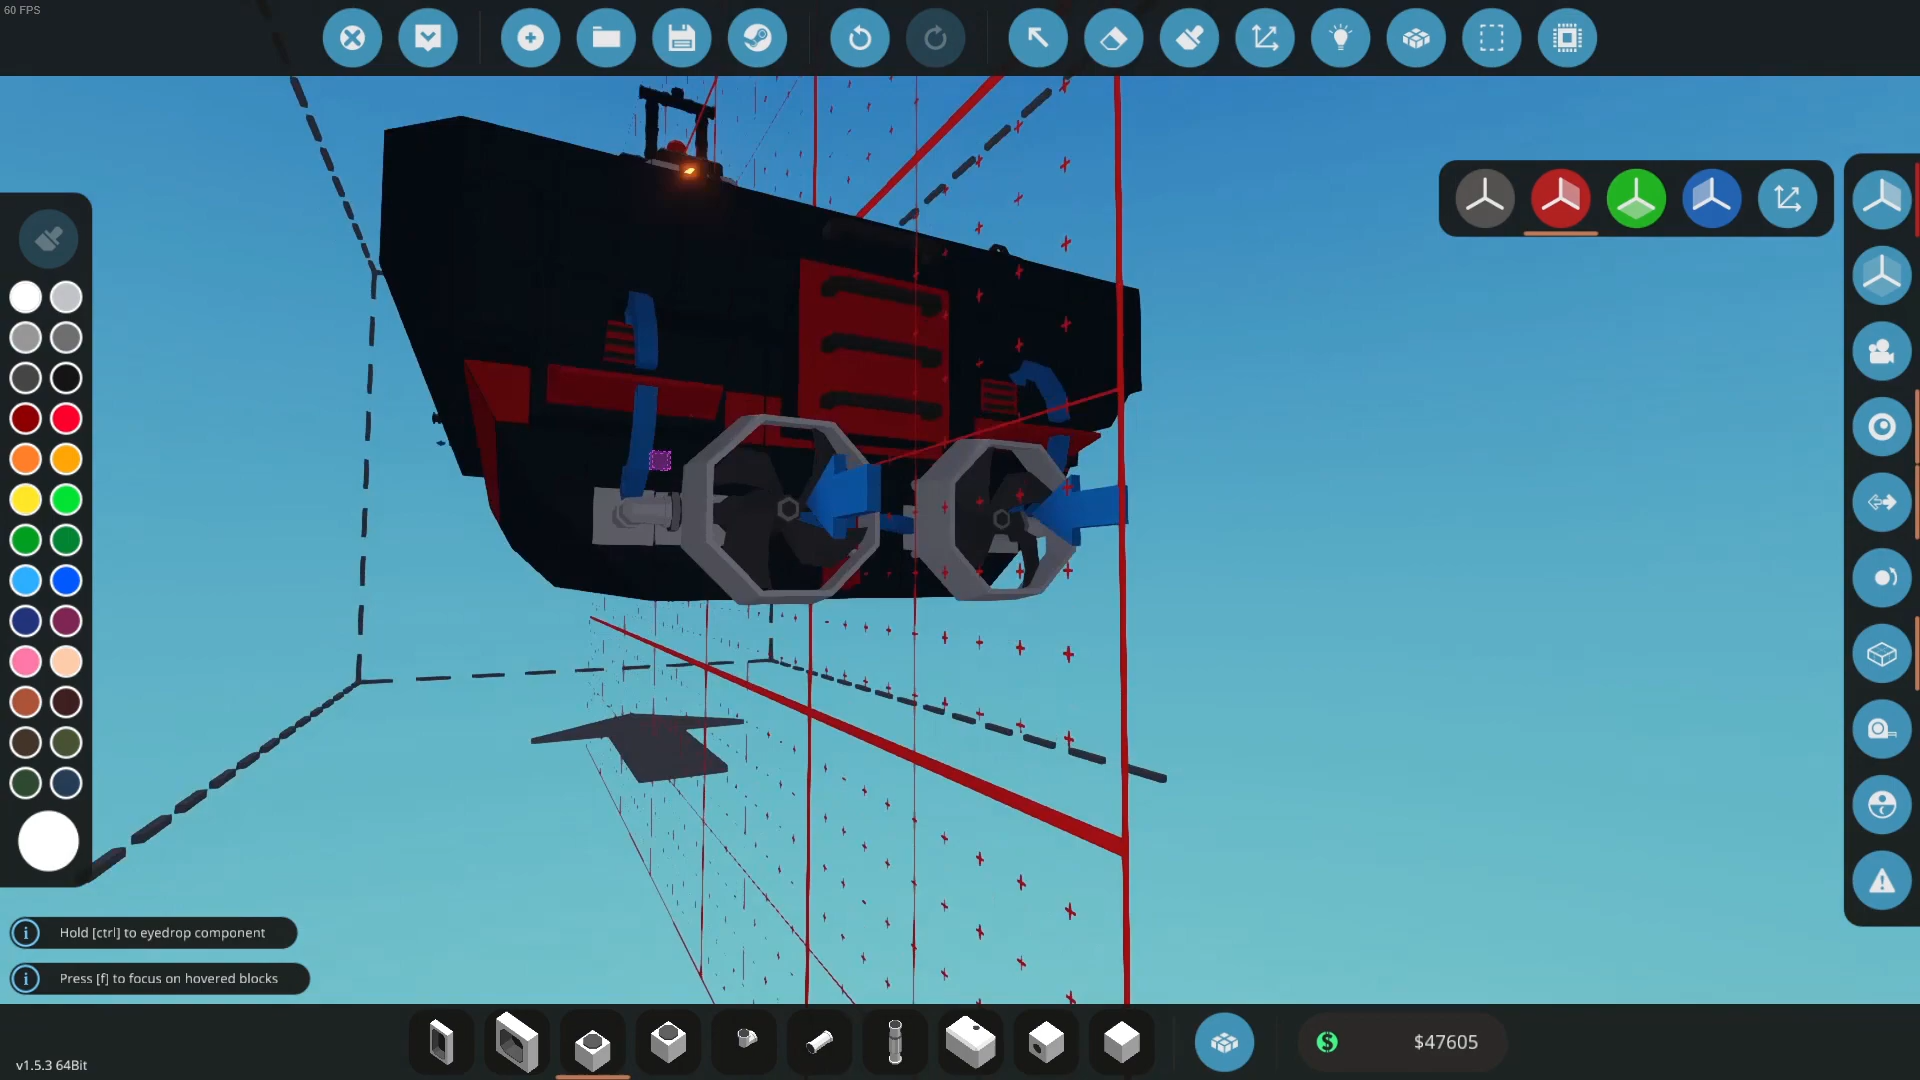 60 FPS
Hold [ctrl] to eyedrop component
Press [f] to focus on hovered blocks
v1.5.3 64Bit
$47605